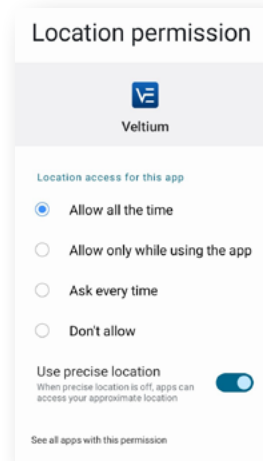 Location permission
VE
Veltium
Location access for this app
Allow all the time
Allow only while using the app
Ask every time
Don't allow
Use precise location
When precise location is off, apps can
access your approximate location
See all apps with this permission